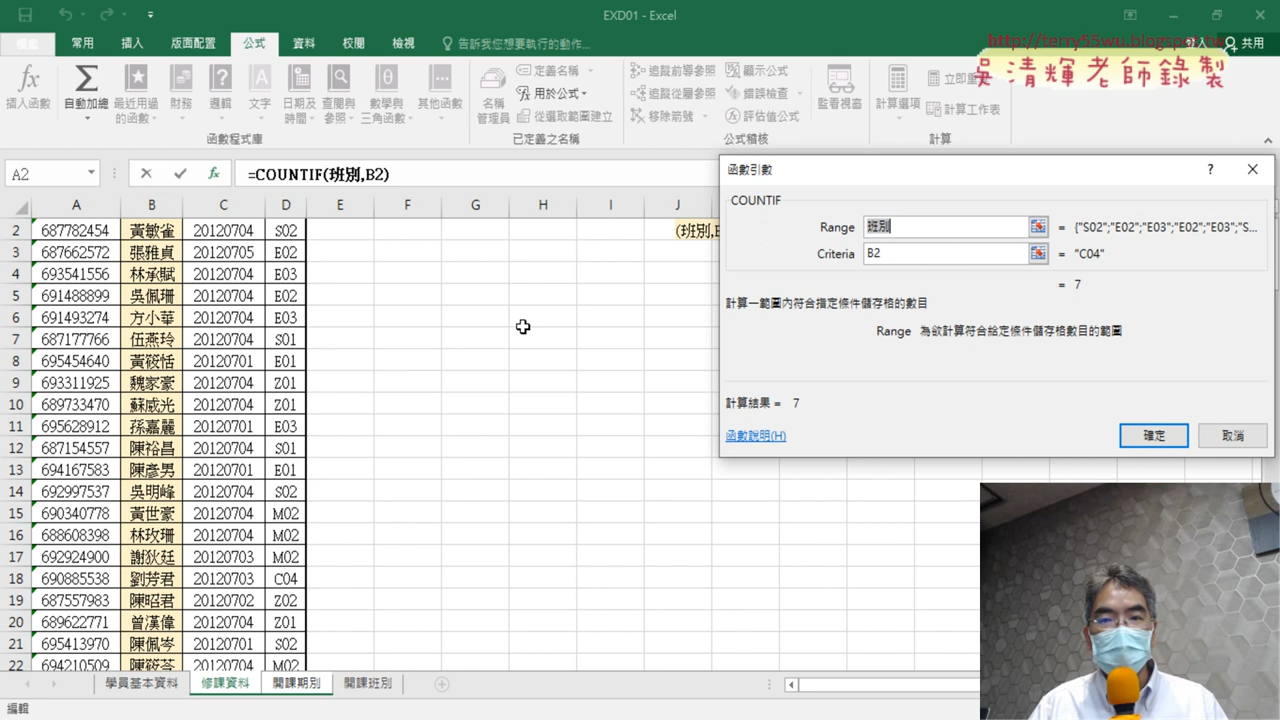 EXD01 - Excel
http://terry55wu.blogspot.tw
吳清輝老師錄製
檔案 常用 插入 版面配置 公式 資料 校閱 檢視 告訴我您想要執行的動作... 登入 共用
插入函數 自動加總 最近用過的函數 財務 邏輯 文字 日期及時間 查閱與參照 數學與三角函數 其他函數
函數程式庫
名稱管理員 定義名稱 用於公式 從選取範圍建立
已定義之名稱
追蹤前導參照 追蹤從屬參照 移除箭號 顯示公式 錯誤檢查 評估值公式 監看視窗
公式稽核
計算選項 計算工作表
計算
A2 =COUNTIF(班別,B2)
A B C D E F G H I J
2 687782454 黃敏雀 20120704 S02
3 687662572 張雅貞 20120705 E02
4 693541556 林承賦 20120704 E03
5 691488899 吳佩珊 20120704 E02
6 691493274 方小華 20120704 E03
7 687177766 伍燕玲 20120704 S01
8 695454640 黃筱恬 20120701 E01
9 693311925 魏家豪 20120704 Z01
10 689733470 蘇威光 20120704 Z01
11 695628912 孫嘉麗 20120701 E03
12 687154557 陳裕昌 20120704 S01
13 694167583 陳彥男 20120701 E01
14 692997537 吳明峰 20120704 S02
15 690340778 黃世豪 20120704 M02
16 688608398 林玫珊 20120704 M02
17 692924900 謝狄廷 20120703 M02
18 690885538 劉芳君 20120703 C04
19 687557983 陳昭君 20120702 Z02
20 689622771 曾漢偉 20120704 Z01
21 695413970 陳佩岑 20120701 S02
22 694210509 陳筱芩 20120704 M02
函數引數
COUNTIF
Range 班別 = {"S02";"E02";"E03";"E02";"E03";"S...
Criteria B2 = "C04"
= 7
計算一範圍內符合指定條件儲存格的數目
Range 為欲計算符合給定條件儲存格數目的範圍
計算結果 = 7
函數說明(H)
確定 取消
學員基本資料 修課資料 開課期別 開課班別
編輯